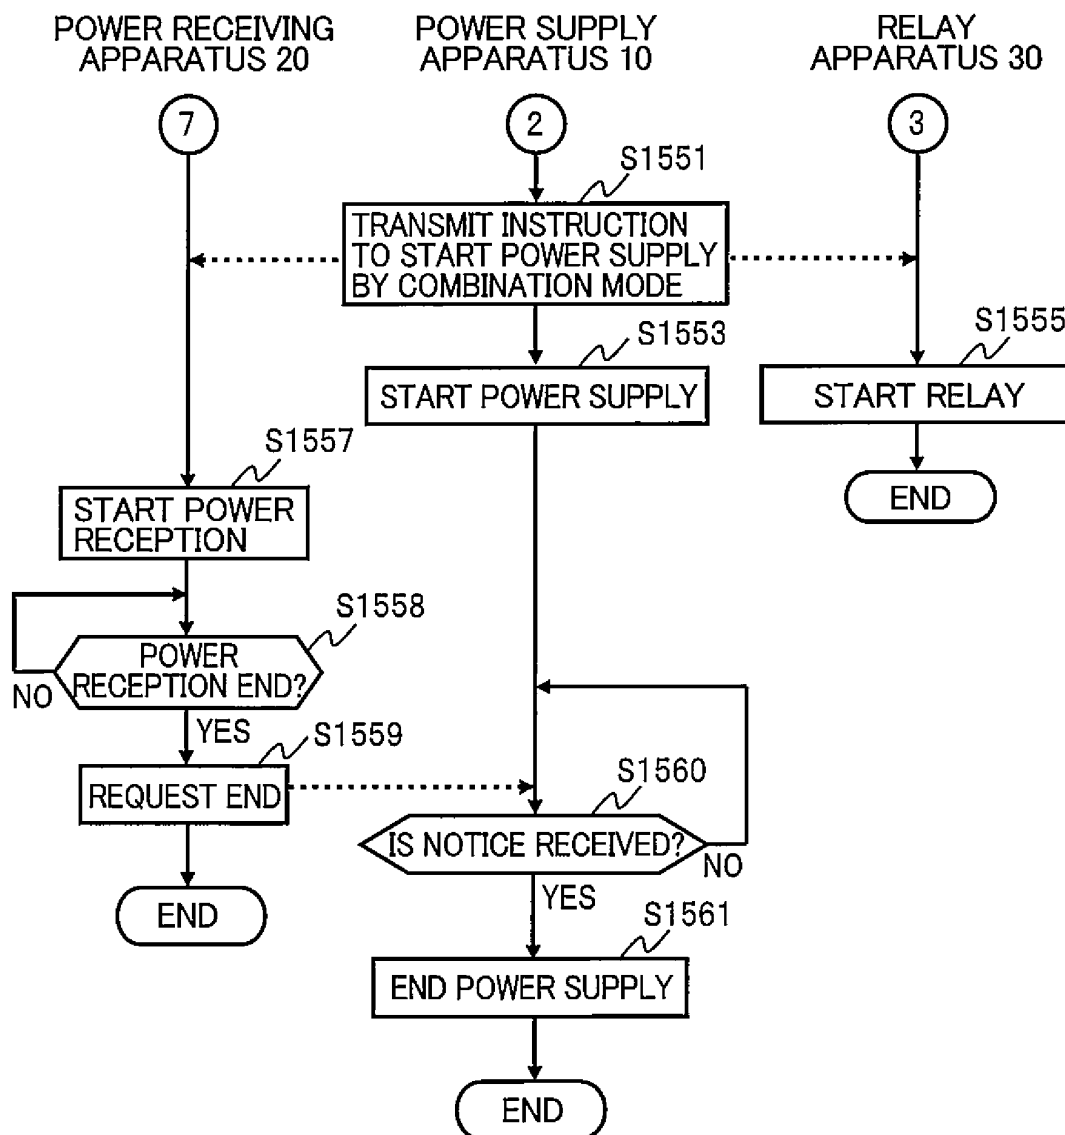 POWER RECEIVING
APPARATUS 20
POWER SUPPLY
APPARATUS 10
RELAY
APPARATUS 30
7
2
3
S1551
TRANSMIT INSTRUCTION
TO START POWER SUPPLY
BY COMBINATION MODE
S1553
START POWER SUPPLY
S1555
START RELAY
END
S1557
START POWER
RECEPTION
S1558
POWER
RECEPTION END?
NO
YES
S1559
REQUEST END
END
S1560
IS NOTICE RECEIVED?
NO
YES
S1561
END POWER SUPPLY
END